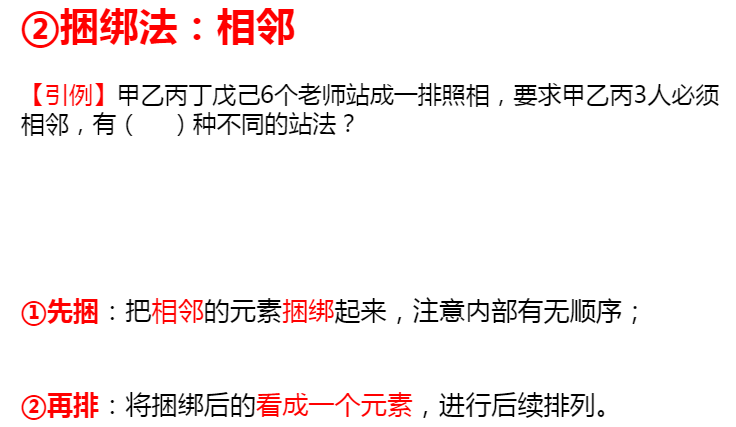 ②捆绑法：相邻
【引例】甲乙丙丁戊己6个老师站成一排照相，要求甲乙丙3人必须
相邻，有（　）种不同的站法？
①先捆：把相邻的元素捆绑起来，注意内部有无顺序；
②再排：将捆绑后的看成一个元素，进行后续排列。